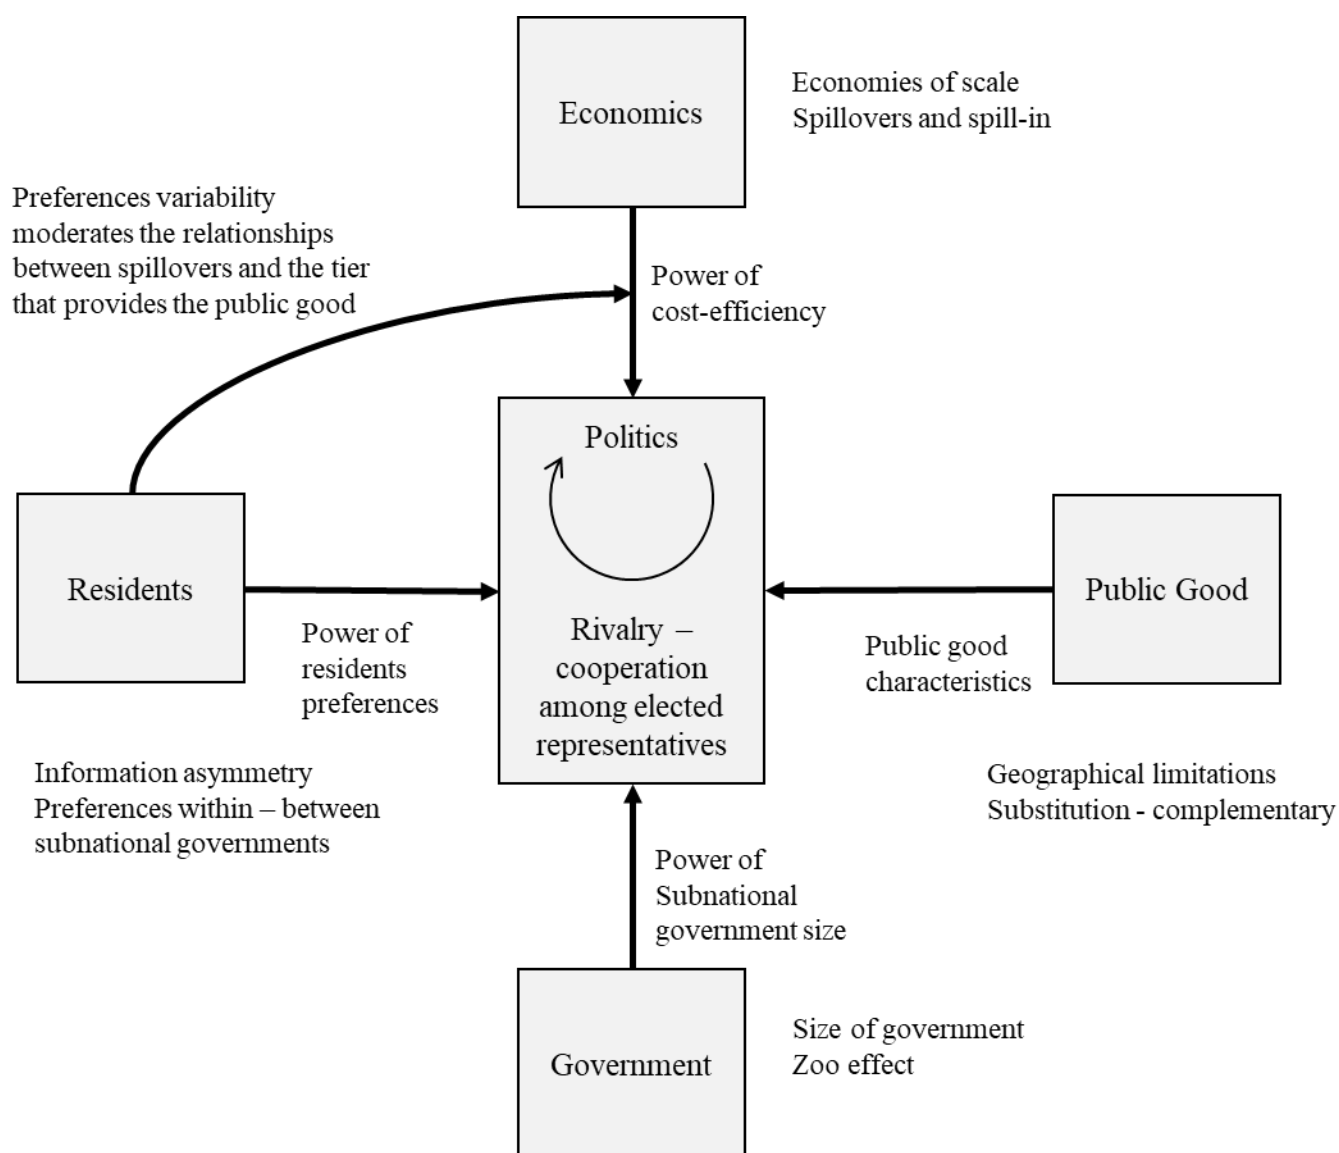 Economics
Economies of scale
Spillovers and spill-in
Preferences variability
moderates the relationships
between spillovers and the tier
that provides the public good
Power of
cost-efficiency
Politics
Rivalry –
cooperation
among elected
representatives
Residents
Power of
residents
preferences
Information asymmetry
Preferences within – between
subnational governments
Public Good
Public good
characteristics
Geographical limitations
Substitution - complementary
Power of
Subnational
government size
Government
Size of government
Zoo effect